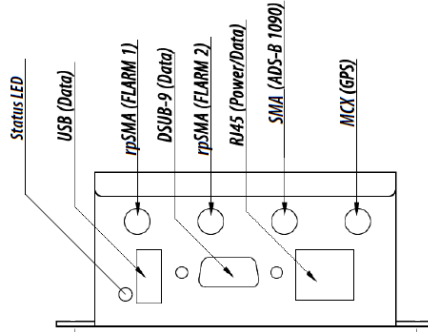 Status LED
USB (Data)
rpSMA (FLARM 1)
DSUB-9 (Data)
rpSMA (FLARM 2)
RJ45 (Power/Data)
SMA (ADS-B 1090)
MCX (GPS)